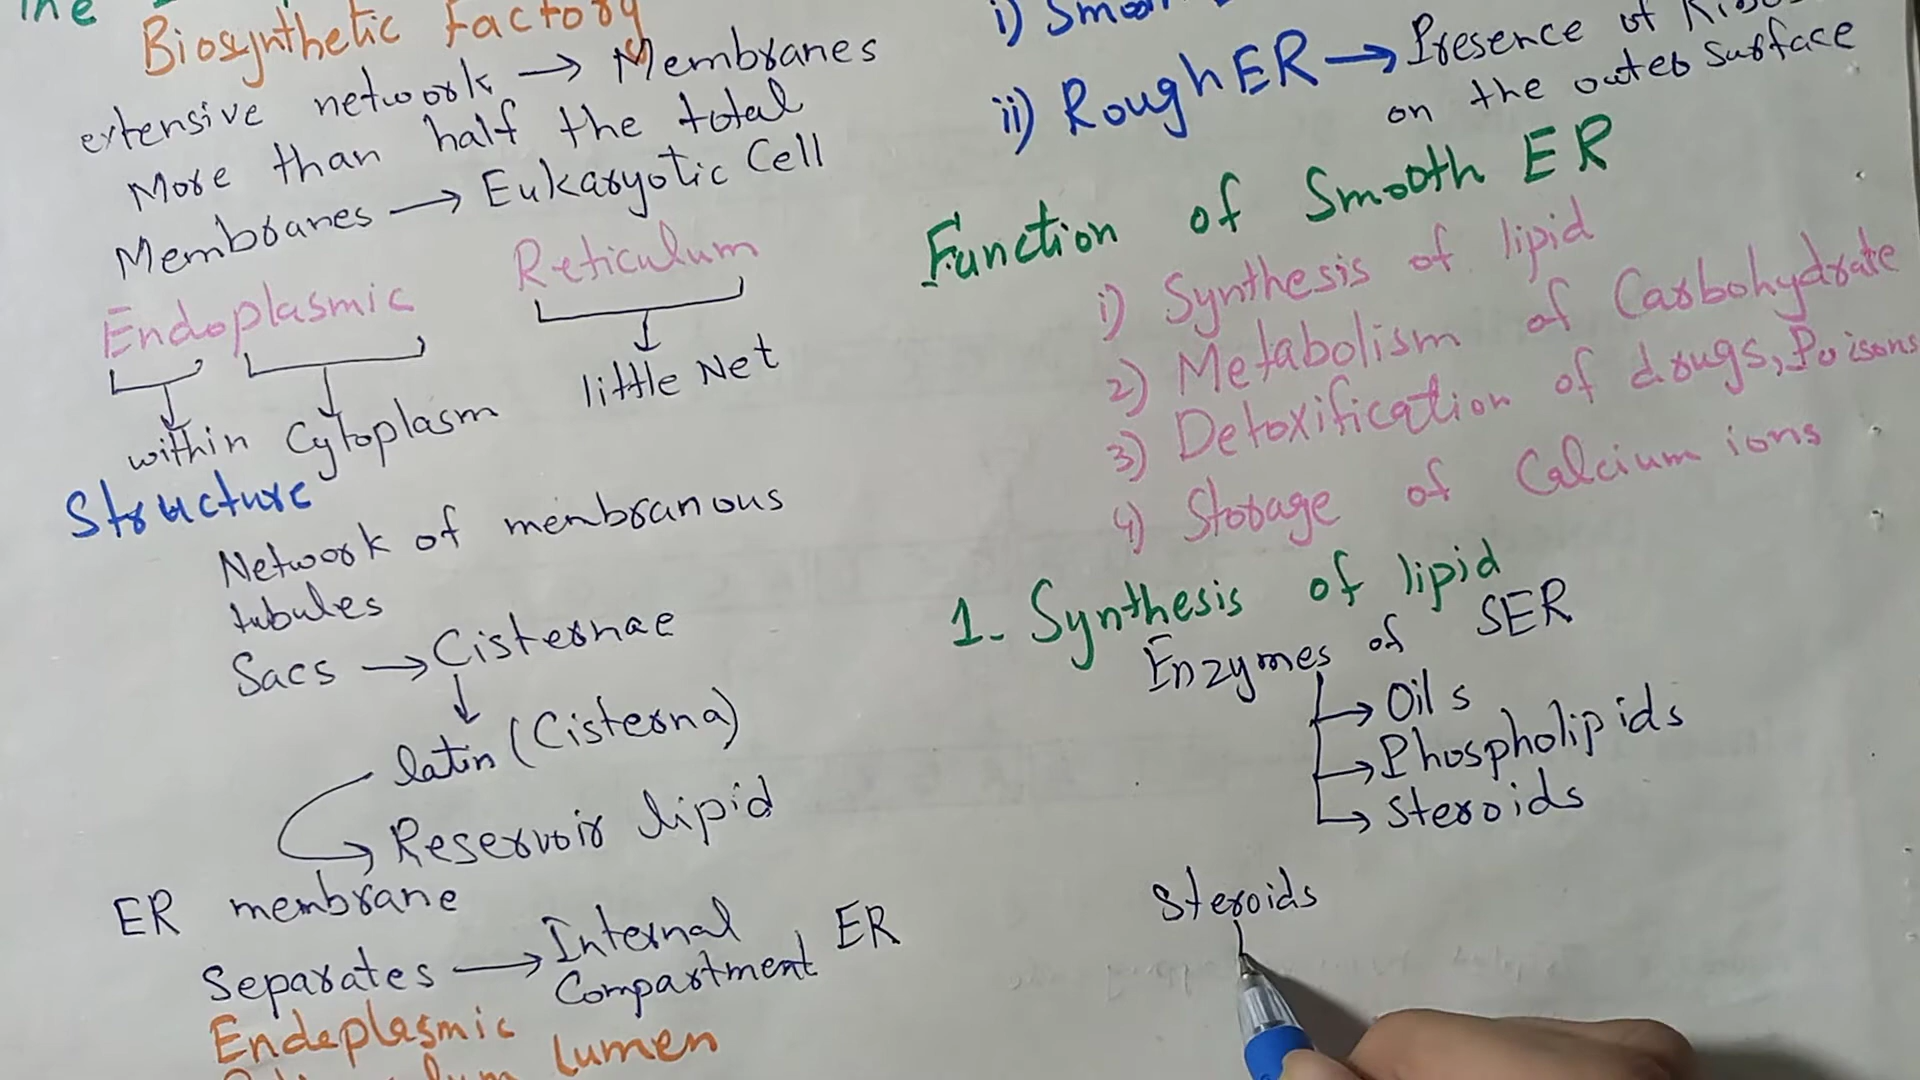 The
Biosynthetic Factory
extensive network → Membranes
More than half the total
Membranes → Eukaryotic Cell
Endoplasmic Reticulum
within Cytoplasm little Net
Structure
Network of menbranous
tubules
Sacs → Cisternae
latin (Cisterna)
Reservoir lipid
ER membrane
Separates → Internal Compartment ER
Endeplasmic
lumen
i) Smooth
ii) Rough ER → Presence of
on the outer Surface
Function of Smooth ER
i) Synthesis of lipid
2) Metabolism of Carbohydrate
3) Detoxification of drugs, Poisons
4) Storage of Calcium ions
1- Synthesis of lipid
Enzymes of SER
→ Oils
→ Phospholipids
→ Steroids
Steroids